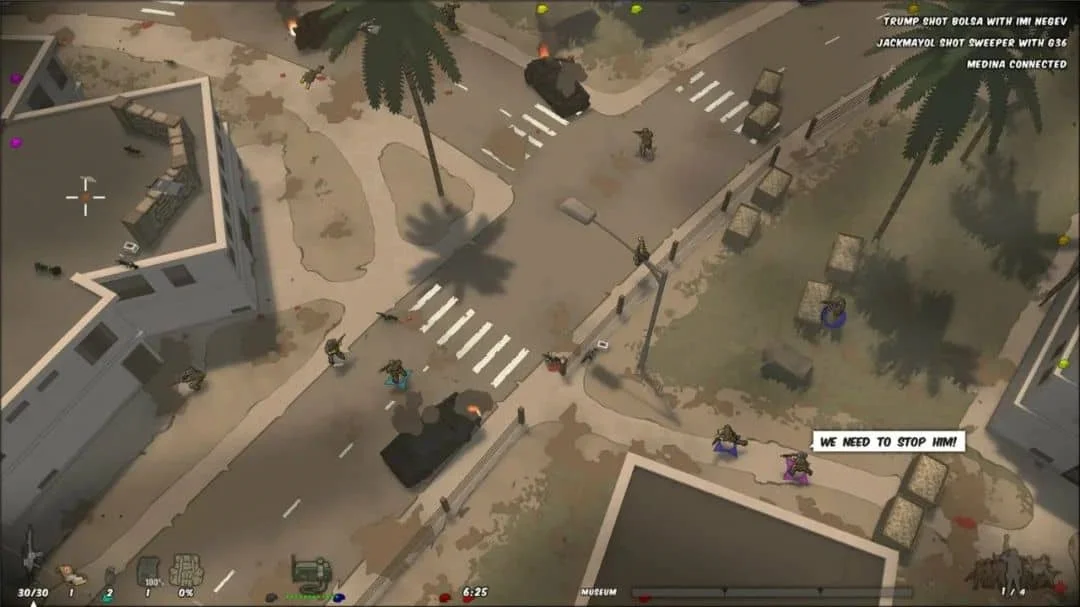 TRUMP SHOT BOLSA WITH IMI NEGEV
JACKMAYOL SHOT SWEEPER WITH G36
MEDINA CONNECTED
WE NEED TO STOP HIM!
100%
30/30 1 2 1 0% 6:25 MUSEUM 1 / 4